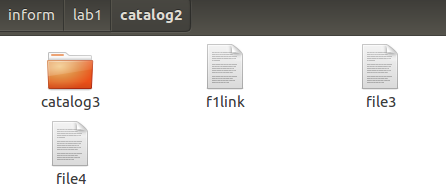 inform lab1 catalog2
catalog3 f1link file3
file4